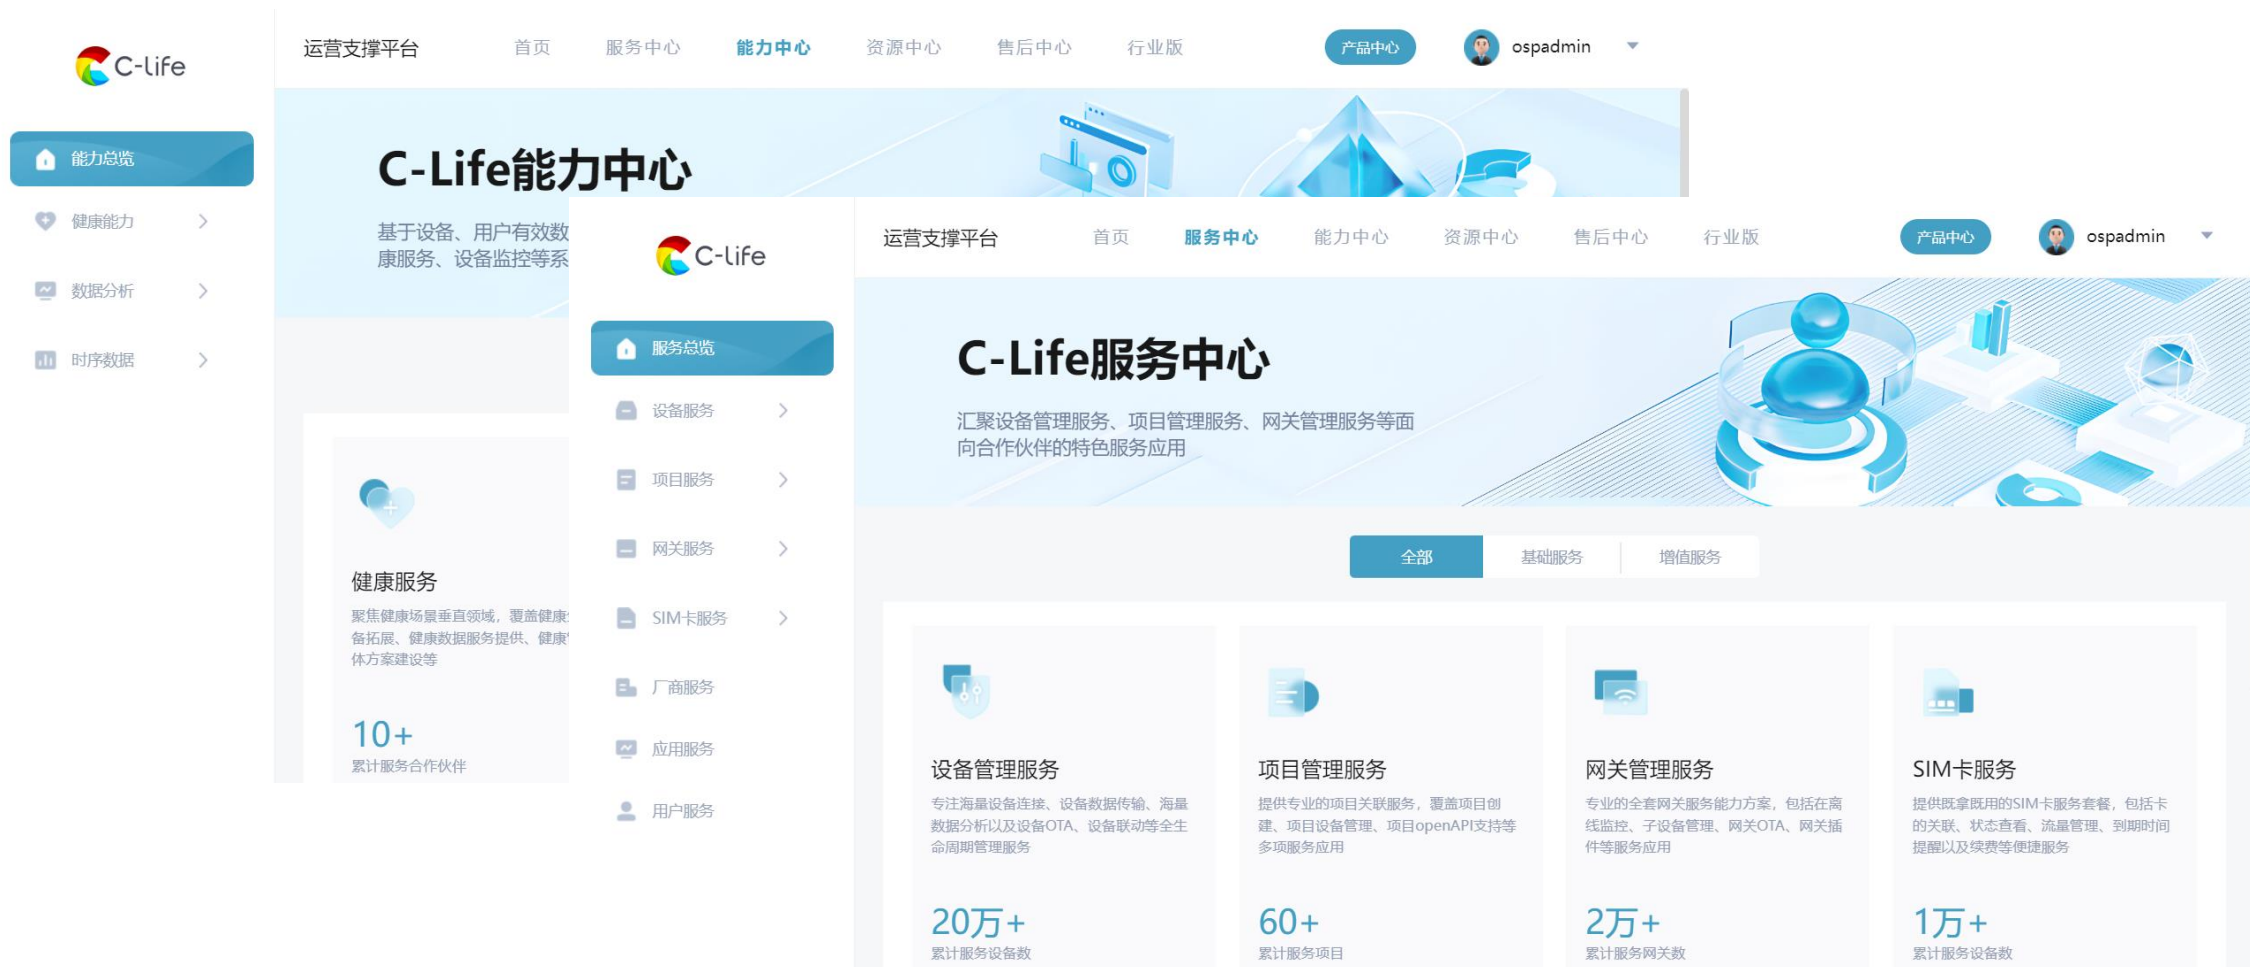 C-Life
运营支撑平台
首页
服务中心
能力中心
资源中心
售后中心
行业版
产品中心
ospadmin
能力总览
健康能力
数据分析
时序数据
C-Life能力中心
基于设备、用户有效数
康服务、设备监控等系
健康服务
聚焦健康场景垂直领域，覆盖健康
备拓展、健康数据服务提供、健康
体方案建设等
10+
累计服务合作伙伴
C-Life
运营支撑平台
首页
服务中心
能力中心
资源中心
售后中心
行业版
产品中心
ospadmin
服务总览
设备服务
项目服务
网关服务
SIM卡服务
厂商服务
应用服务
用户服务
C-Life服务中心
汇聚设备管理服务、项目管理服务、网关管理服务等面
向合作伙伴的特色服务应用
全部
基础服务
增值服务
设备管理服务
专注海量设备连接、设备数据传输、海量
数据分析以及设备OTA、设备联动等全生
命周期管理服务
20万+
累计服务设备数
项目管理服务
提供专业的项目关联服务，覆盖项目创
建、项目设备管理、项目openAPI支持等
多项服务应用
60+
累计服务项目
网关管理服务
专业的全套网关服务能力方案，包括在离
线监控、子设备管理、网关OTA、网关插
件等服务应用
2万+
累计服务网关数
SIM卡服务
提供既拿既用的SIM卡服务套餐，包括卡
的关联、状态查看、流量管理、到期时间
提醒以及续费等便捷服务
1万+
累计服务设备数